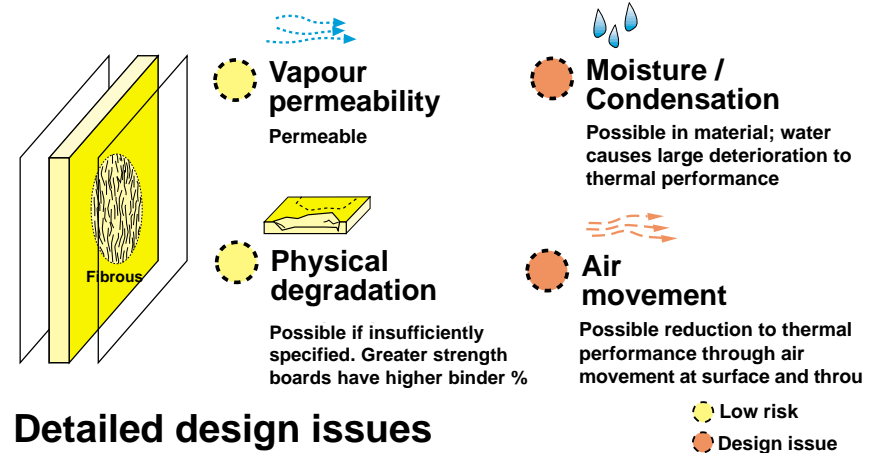 Vapour
permeability
Permeable
Moisture /
Condensation
Possible in material; water
causes large deterioration to
thermal performance
Fibrous
Physical
degradation
Possible if insufficiently
specified. Greater strength
boards have higher binder %
Air
movement
Possible reduction to thermal
performance through air
movement at surface and throu
Detailed design issues
Low risk
Design issue